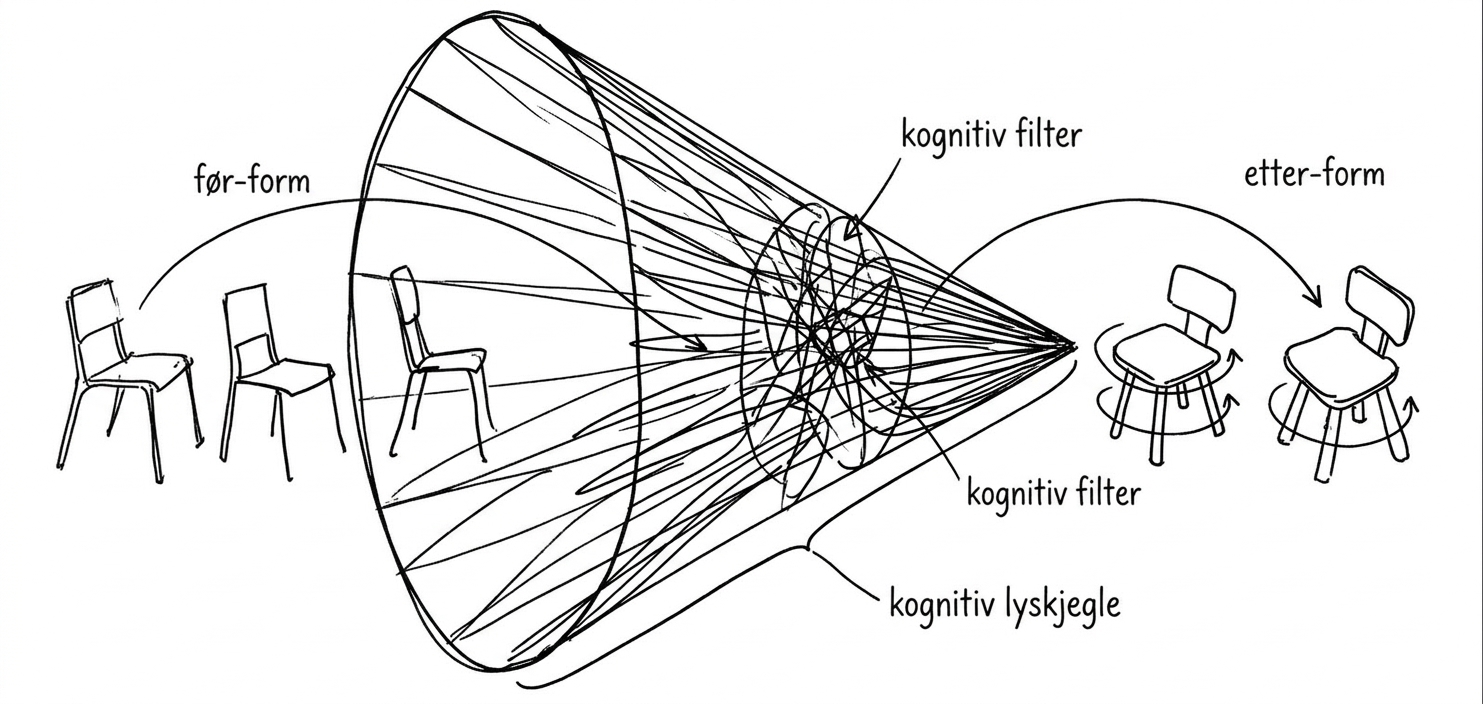 kognitiv filter
før-form
etter-form
kognitiv filter
kognitiv lyskjegle